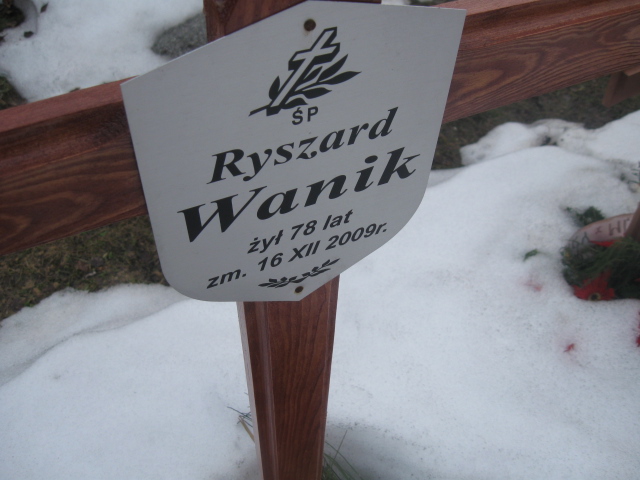 ŚP
Ryszard
Wanik
żył 78 lat
zm. 16 XII 2009r.